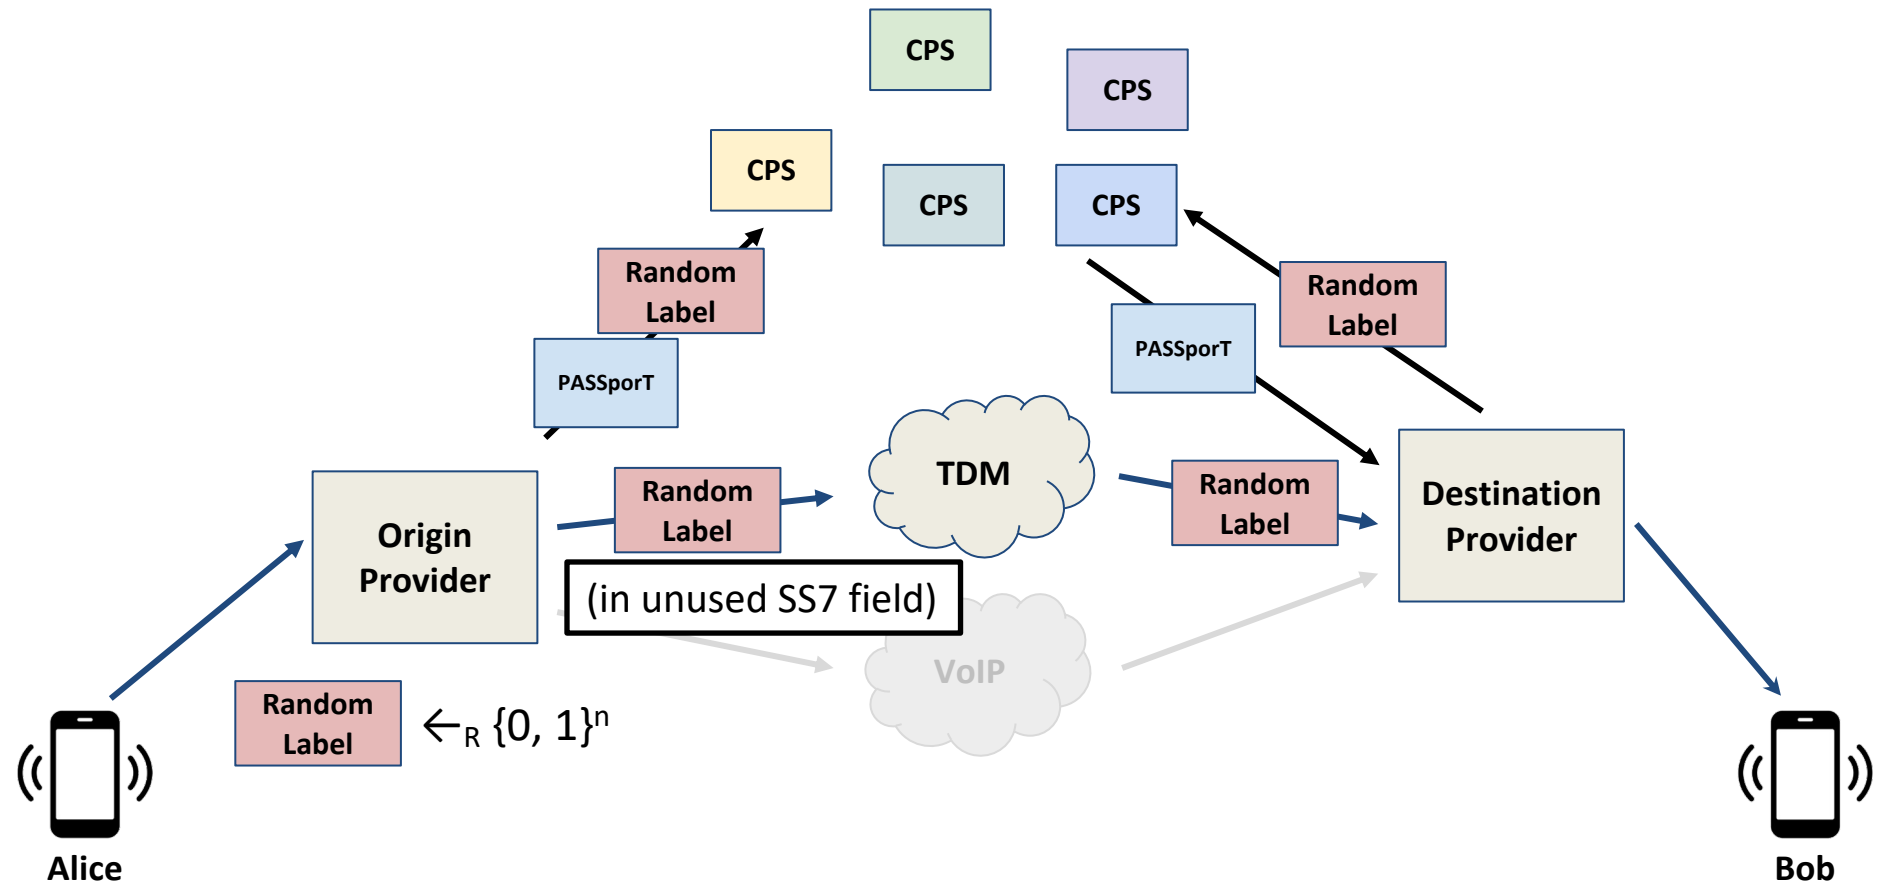 CPS
CPS
CPS
CPS
CPS
Random
Label
Random
Label
PASSporT
PASSporT
TDM
Random
Label
Random
Label
Destination
Provider
Origin
Provider
(in unused SS7 field)
VoIP
Random
Label
←R {0, 1}ⁿ
Alice
Bob